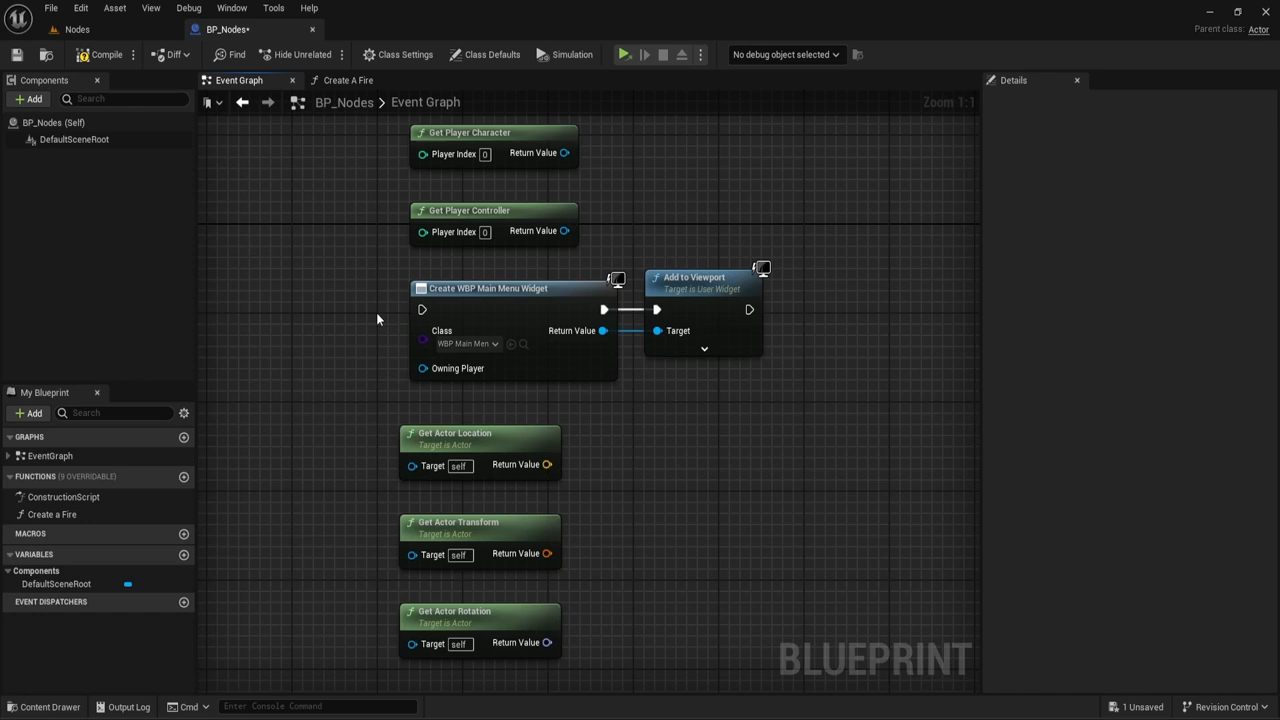 File Edit Asset View Debug Window Tools Help
Nodes
BP_Nodes*
Parent class: Actor
Compile
Diff
Find
Hide Unrelated
Class Settings
Class Defaults
Simulation
No debug object selected
Components
Event Graph
Create A Fire
Details
Add
Search
BP_Nodes > Event Graph
Zoom 1:1
BP_Nodes (Self)
DefaultSceneRoot
Get Player Character
Player Index 0 Return Value
Get Player Controller
Player Index 0 Return Value
Create WBP Main Menu Widget
Class
WBP Main Men
Return Value
Owning Player
Add to Viewport
Target is User Widget
Target
My Blueprint
Add
Search
GRAPHS
EventGraph
FUNCTIONS (9 OVERRIDABLE)
ConstructionScript
Create a Fire
MACROS
VARIABLES
Components
DefaultSceneRoot
EVENT DISPATCHERS
Get Actor Location
Target is Actor
Target self Return Value
Get Actor Transform
Target is Actor
Target self Return Value
Get Actor Rotation
Target is Actor
Target self Return Value
BLUEPRINT
Content Drawer
Output Log
Cmd
Enter Console Command
1 Unsaved
Revision Control